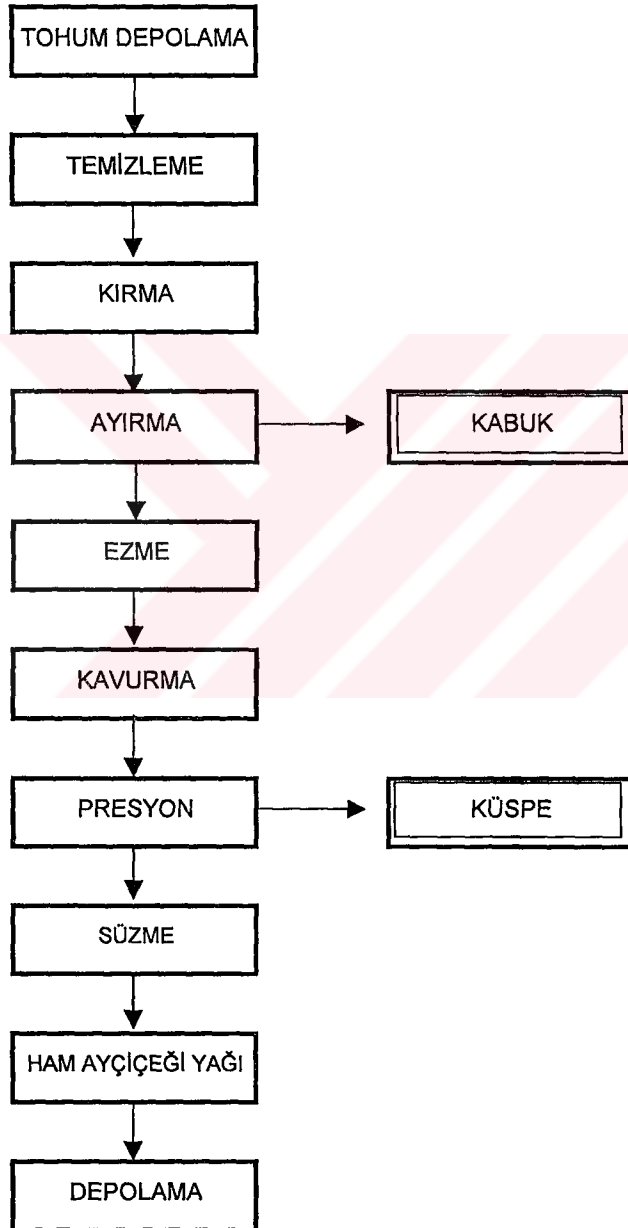 TOHUM DEPOLAMA
TEMİZLEME
KIRMA
AYIRMA
KABUK
EZME
KAVURMA
PRESYON
KÜSPE
SÜZME
HAM AYÇİÇEĞİ YAĞI
DEPOLAMA